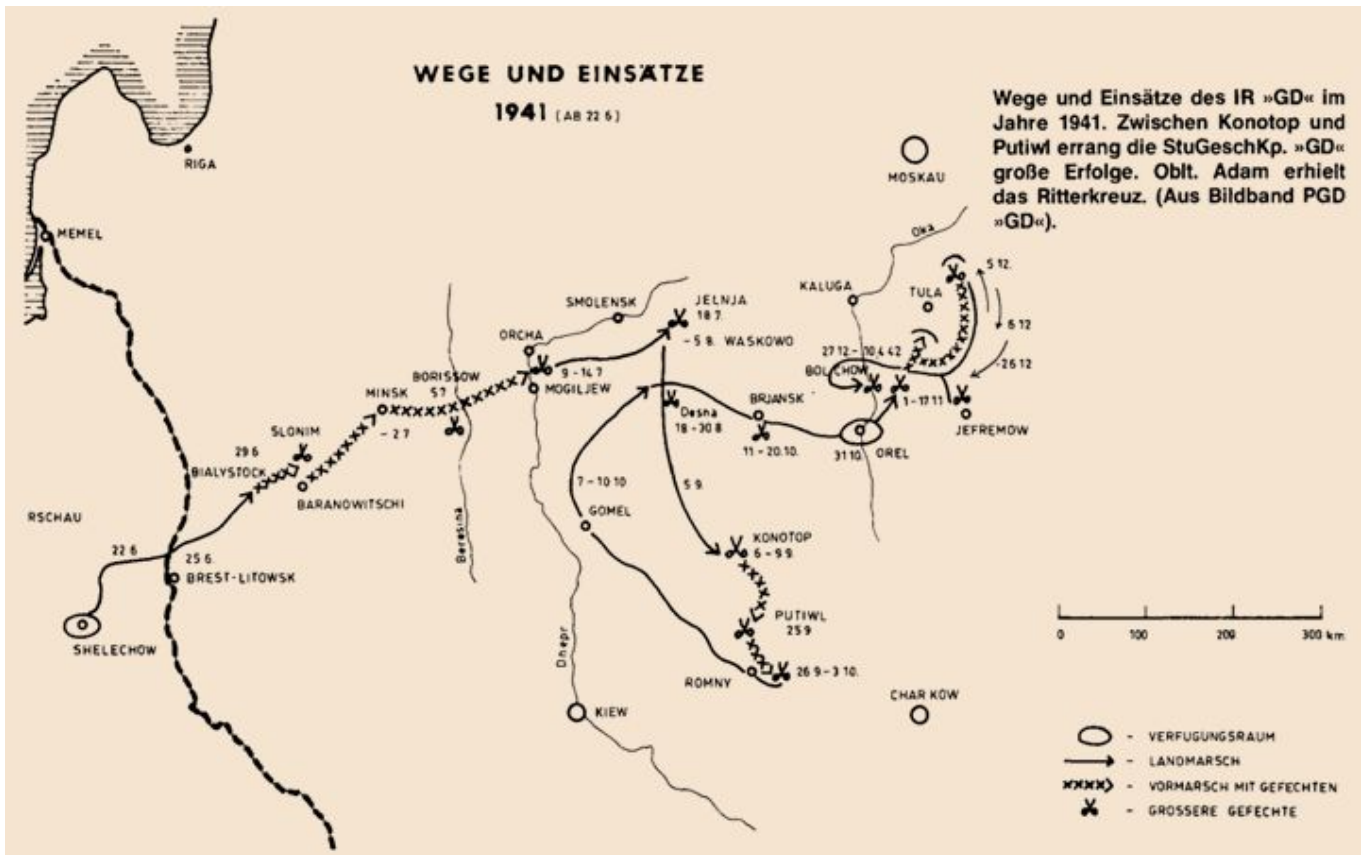 WEGE UND EINSÄTZE
1941 (AB 22 6)
Wege und Einsätze des IR »GD« im
Jahre 1941. Zwischen Konotop und
Putiwl errang die StuGeschKp. »GD«
große Erfolge. Oblt. Adam erhielt
das Ritterkreuz. (Aus Bildband PGD
»GD«).
RIGA
MOSKAU
MEMEL
Oka
KALUGA
TULA
5 12.
6 12
-26 12
SMOLENSK
JELNJA
18 7.
- 5 8. WASKOWO
ORCHA
9 - 14 7
MOGILJEW
27 12 - 10.4 42
BOLCHOW
1 - 17 11
JEFREMOW
BORISSOW
5 7
MINSK
- 2 7
Desna
18 - 30 8
BRJANSK
11 - 20.10.
31 10.
OREL
SLONIM
29 6
BIALYSTOCK
BARANOWITSCHI
7 - 10 10
5 9.
GOMEL
RSCHAU
Beresina
KONOTOP
6 - 9 9
22 6
25 6.
BREST-LITOWSK
PUTIWL
25 9
0 100 200 300 km
SHELECHOW
Dnepr
ROMNY
26 9 - 3 10.
KIEW
CHARKOW
- VERFUGUNGSRAUM
- LANDMARSCH
- VORMARSCH MIT GEFECHTEN
- GROSSERE GEFECHTE